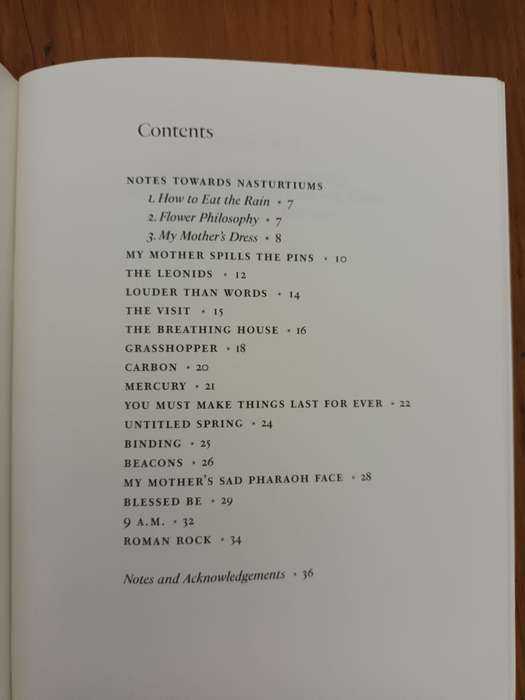 Contents
NOTES TOWARDS NASTURTIUMS
1. How to Eat the Rain • 7
2. Flower Philosophy • 7
3. My Mother's Dress • 8
MY MOTHER SPILLS THE PINS • 10
THE LEONIDS • 12
LOUDER THAN WORDS • 14
THE VISIT • 15
THE BREATHING HOUSE • 16
GRASSHOPPER • 18
CARBON • 20
MERCURY • 21
YOU MUST MAKE THINGS LAST FOR EVER • 22
UNTITLED SPRING • 24
BINDING • 25
BEACONS • 26
MY MOTHER'S SAD PHARAOH FACE • 28
BLESSED BE • 29
9 A.M. • 32
ROMAN ROCK • 34
Notes and Acknowledgements • 36